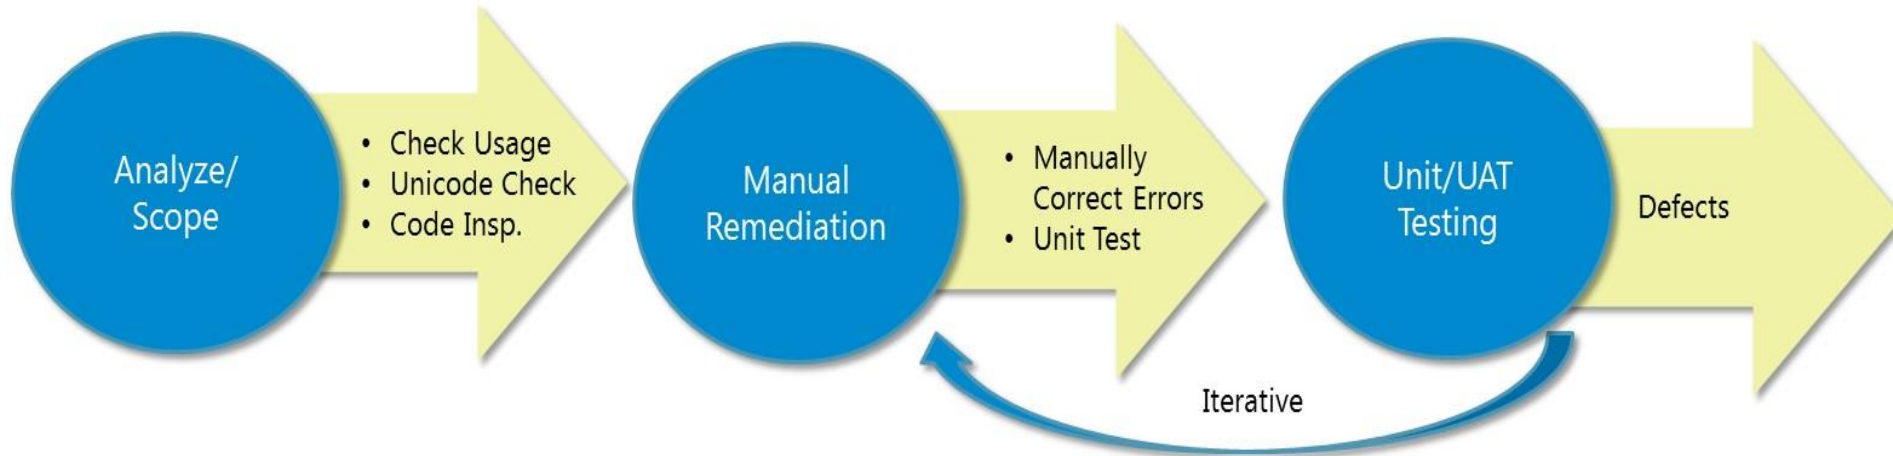 Analyze/
Scope
• Check Usage
• Unicode Check
• Code Insp.
Manual
Remediation
• Manually
Correct Errors
• Unit Test
Unit/UAT
Testing
Defects
Iterative